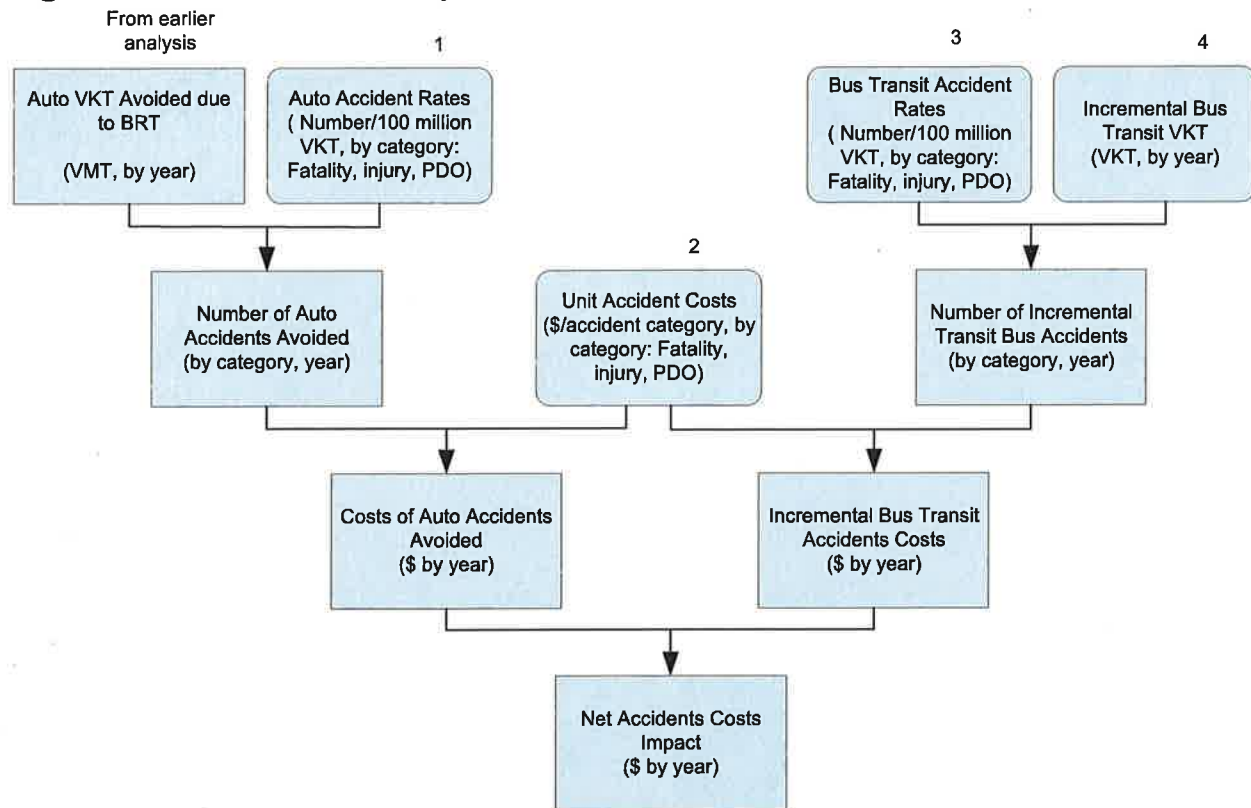 From earlier
analysis
1
3
4
Auto VKT Avoided due
to BRT
(VMT, by year)
Auto Accident Rates
( Number/100 million
VKT, by category:
Fatality, injury, PDO)
Bus Transit Accident
Rates
( Number/100 million
VKT, by category:
Fatality, injury, PDO)
Incremental Bus
Transit VKT
(VKT, by year)
2
Number of Auto
Accidents Avoided
(by category, year)
Unit Accident Costs
($/accident category, by
category: Fatality,
injury, PDO)
Number of Incremental
Transit Bus Accidents
(by category, year)
Costs of Auto Accidents
Avoided
($ by year)
Incremental Bus Transit
Accidents Costs
($ by year)
Net Accidents Costs
Impact
($ by year)